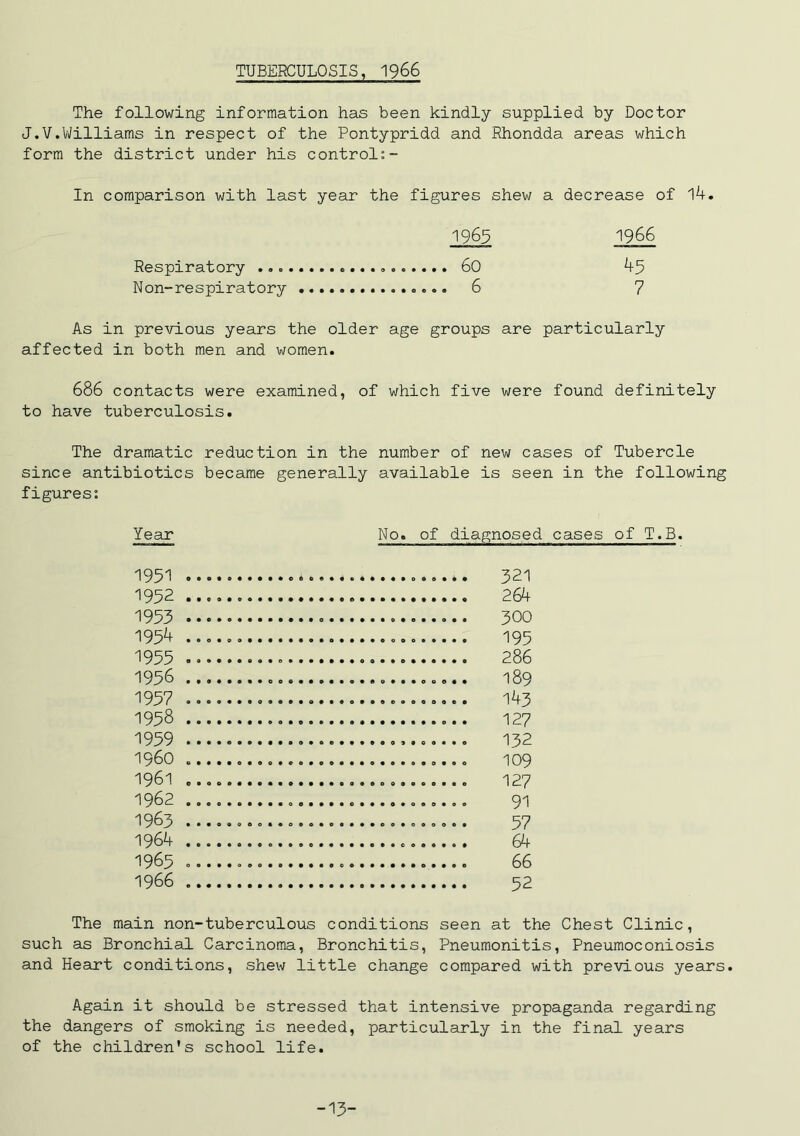 TUBERCULOSIS, 1966
The following information has been kindly supplied by Doctor
J.V.Williams in respect of the Pontypridd and Rhondda areas which
form the district under his control:-
In comparison with last year the figures shew a decrease of 14.
1965 1966
Respiratory ................... 60 45
Non-respiratory ............... 6 7
As in previous years the older age groups are particularly
affected in both men and women.
686 contacts were examined, of which five were found definitely
to have tuberculosis.
The dramatic reduction in the number of new cases of Tubercle
since antibiotics became generally available is seen in the following
figures:
Year No. of diagnosed cases of T.B.
1951 ............................ 321
1952 ............................ 264
1953 ............................ 300
1954 ............................ 195
1955 ............................ 286
1956 ............................ 189
1957 ............................ 143
1958 ............................ 127
1959 ............................ 132
1960 ............................ 109
1961 ............................ 127
1962 ............................ 91
1963 ............................ 57
1964 ............................ 64
1965 ............................ 66
1966 ............................ 52
The main non-tuberculous conditions seen at the Chest Clinic,
such as Bronchial Carcinoma, Bronchitis, Pneumonitis, Pneumoconiosis
and Heart conditions, shew little change compared with previous years.
Again it should be stressed that intensive propaganda regarding
the dangers of smoking is needed, particularly in the final years
of the children's school life.
-13-